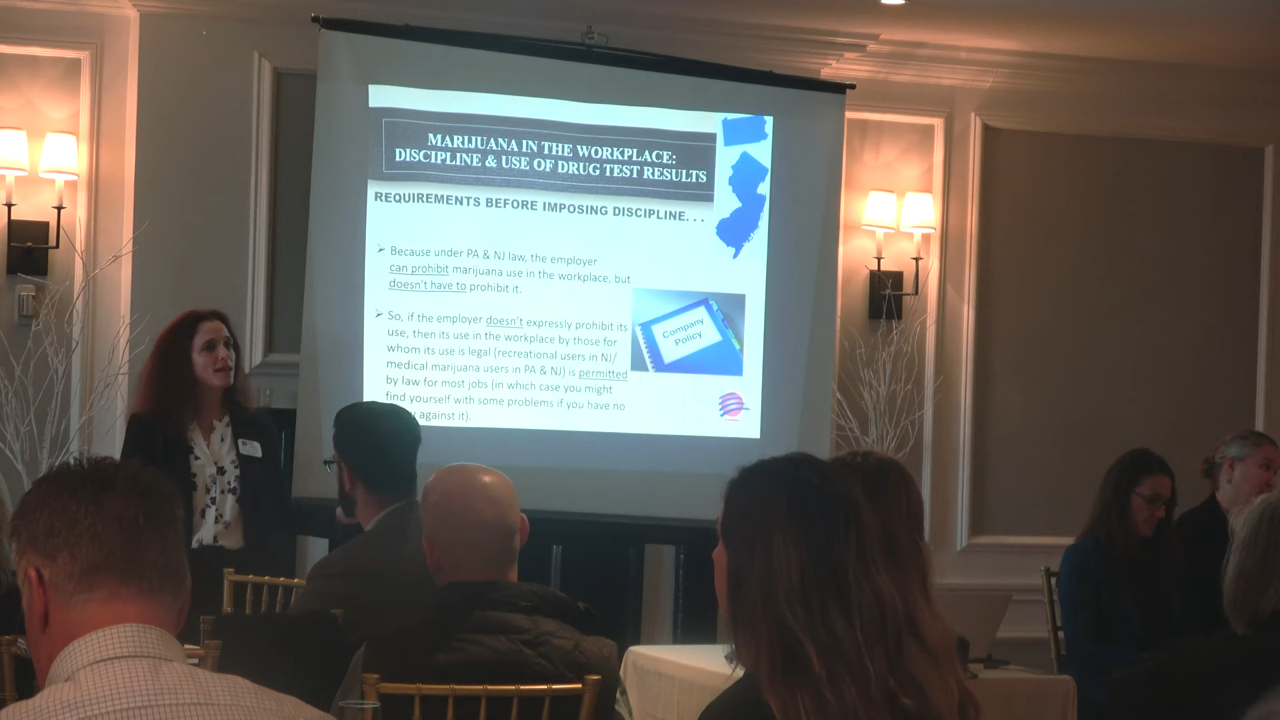 MARIJUANA IN THE WORKPLACE:
DISCIPLINE & USE OF DRUG TEST RESULTS
REQUIREMENTS BEFORE IMPOSING DISCIPLINE. . .
➢ Because under PA & NJ law, the employer
can prohibit marijuana use in the workplace, but
doesn't have to prohibit it.
➢ So, if the employer doesn't expressly prohibit its
use, then its use in the workplace by those for
whom its use is legal (recreational users in NJ/
medical marijuana users in PA & NJ) is permitted
by law for most jobs (in which case you might
find yourself with some problems if you have no
against it).
Company
Policy